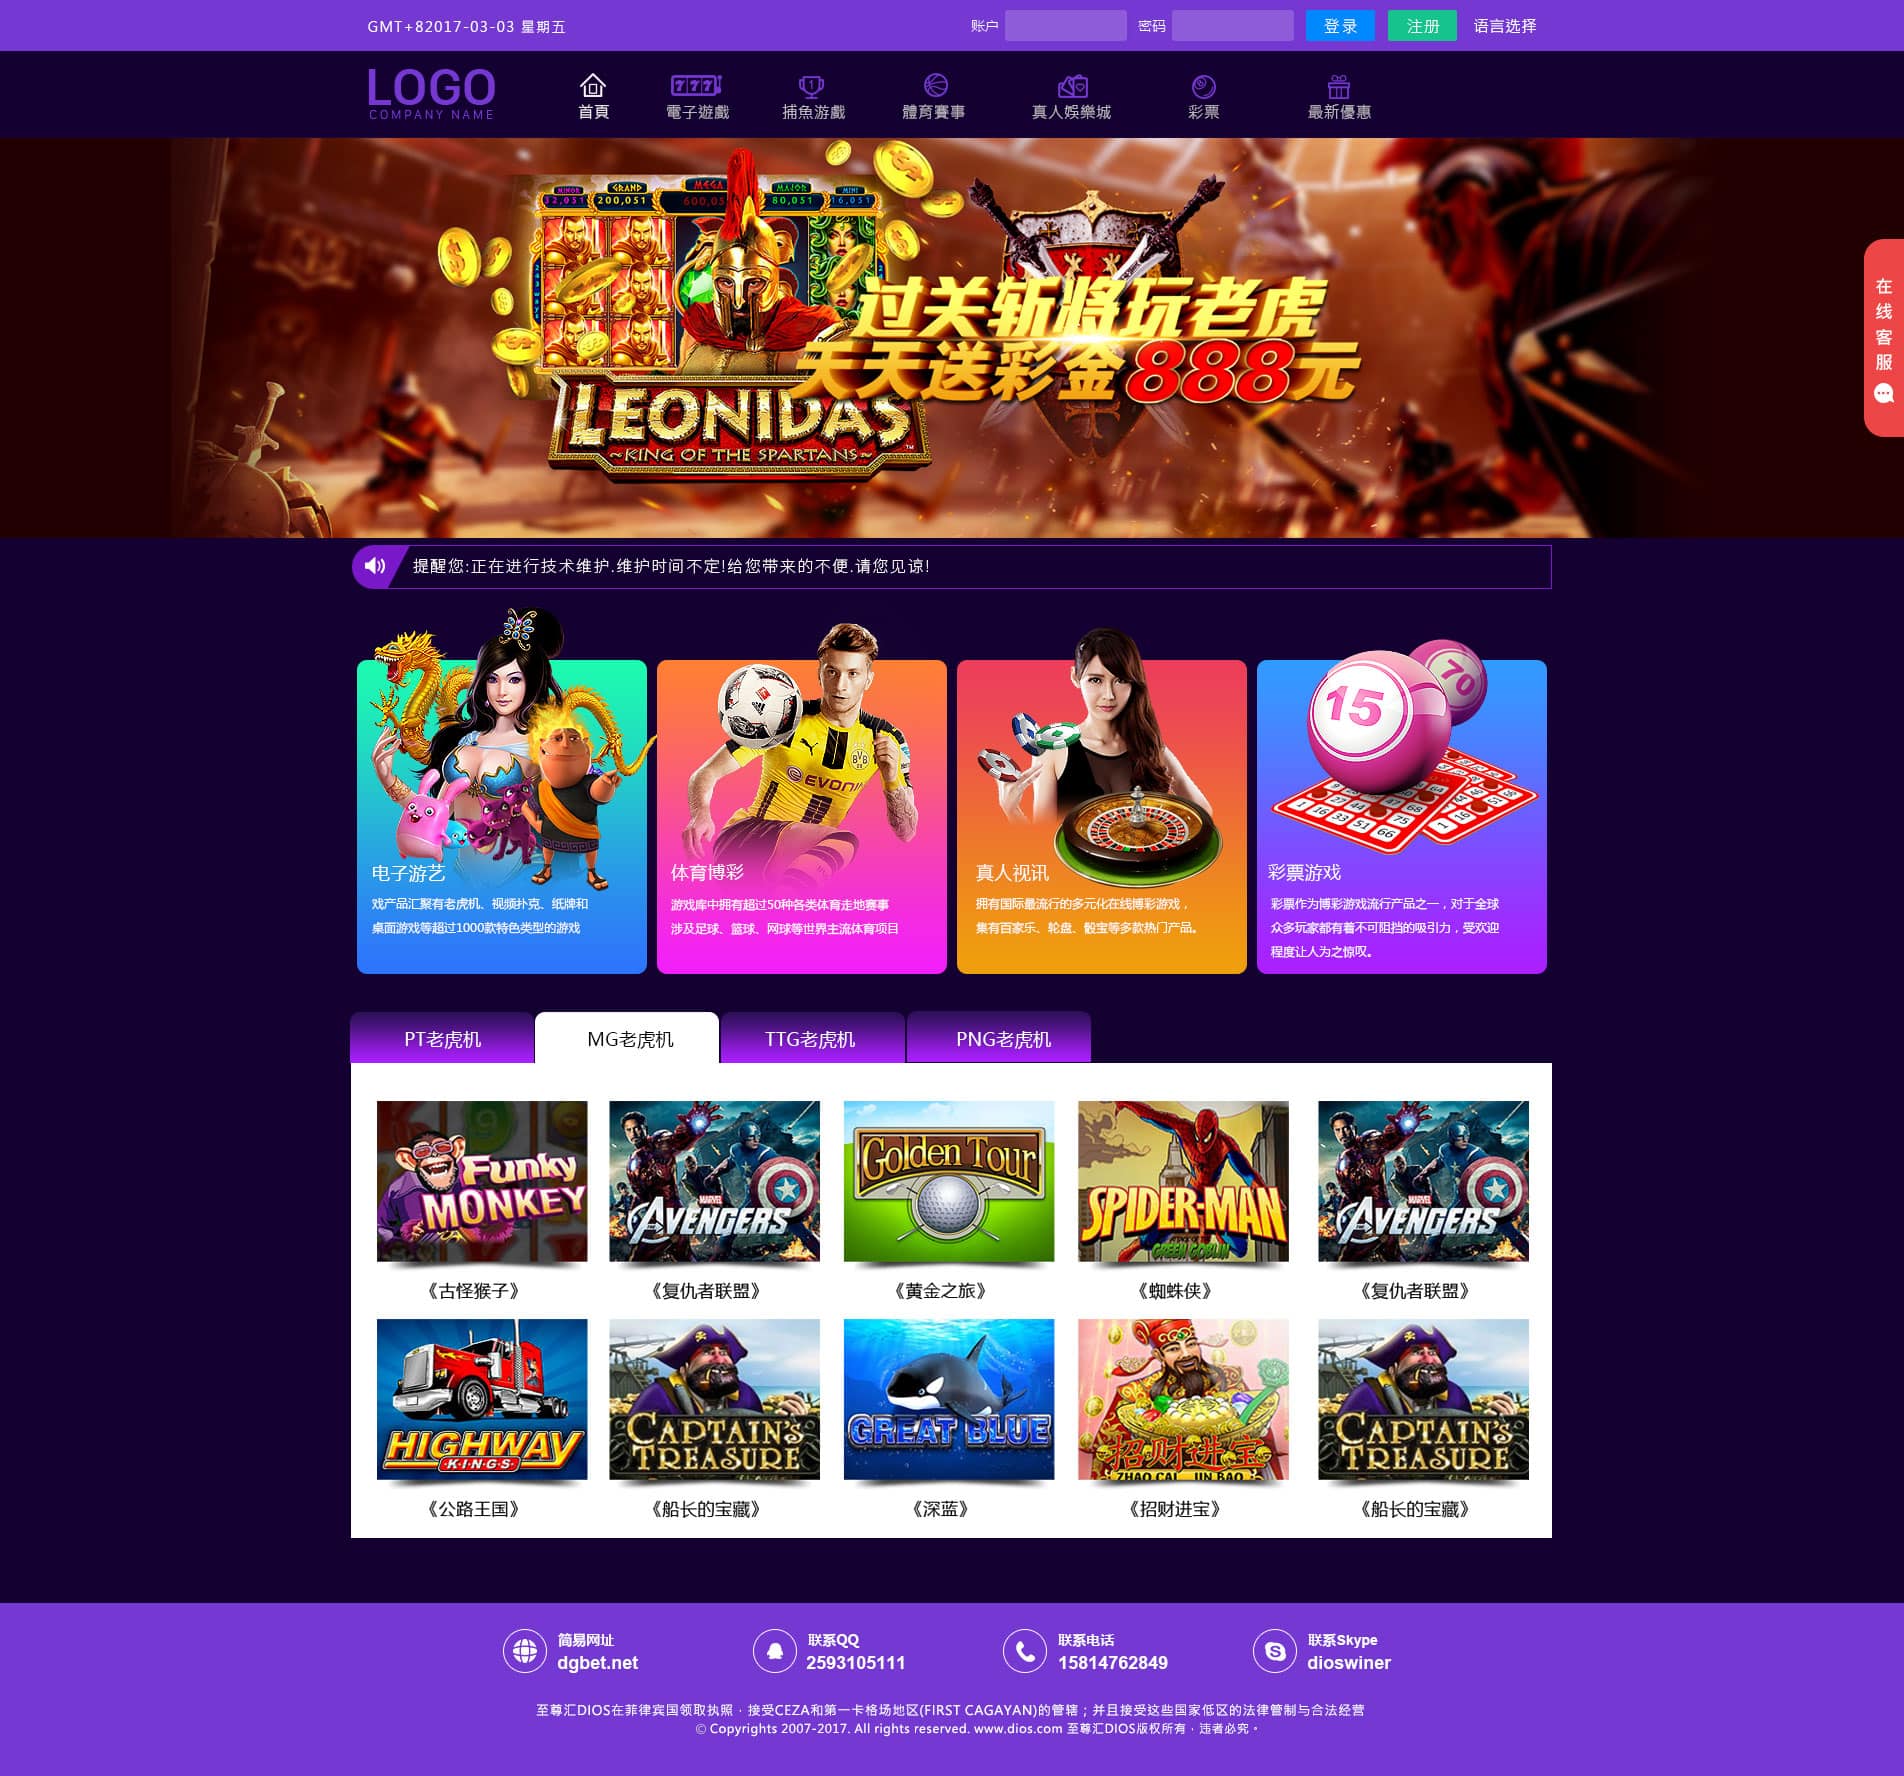 GMT+82017-03-03 星期五
账户 密码 登录 注册 语言选择
LOGO
COMPANY NAME
首頁 電子遊戲 捕魚游戲 體育賽事 真人娛樂城 彩票 最新優惠
MINOR GRAND MEGA MAJOR MINI
32,051 200,051 600,05 80,051 16,051
243 ways
过关斩将玩老虎
天天送彩金888元
LEONIDAS
KING OF THE SPARTANS
在线客服
提醒您:正在进行技术维护.维护时间不定!给您带来的不便.请您见谅!
电子游艺
戏产品汇聚有老虎机、视频扑克、纸牌和
桌面游戏等超过1000款特色类型的游戏
EVONIK
BVB
09
体育博彩
游戏库中拥有超过50种各类体育走地赛事
涉及足球、篮球、网球等世界主流体育项目
真人视讯
拥有国际最流行的多元化在线博彩游戏，
集有百家乐、轮盘、骰宝等多款热门产品。
15
70
彩票游戏
彩票作为博彩游戏流行产品之一，对于全球
众多玩家都有着不可阻挡的吸引力，受欢迎
程度让人为之惊叹。
PT老虎机 MG老虎机 TTG老虎机 PNG老虎机
Funky MONKEY
MARVEL THE AVENGERS
Golden Tour
SPIDER-MAN
ATTACK OF THE GREEN GOBLIN
MARVEL THE AVENGERS
《古怪猴子》 《复仇者联盟》 《黄金之旅》 《蜘蛛侠》 《复仇者联盟》
HIGHWAY KINGS
CAPTAIN'S TREASURE
GREAT BLUE
招财进宝
ZHAO CAI JIN BAO
CAPTAIN'S TREASURE
《公路王国》 《船长的宝藏》 《深蓝》 《招财进宝》 《船长的宝藏》
简易网址 联系QQ 联系电话 联系Skype
dgbet.net 2593105111 15814762849 dioswiner
至尊汇DIOS在菲律宾国领取执照，接受CEZA和第一卡格场地区(FIRST CAGAYAN)的管辖；并且接受这些国家低区的法律管制与合法经营
© Copyrights 2007-2017. All rights reserved. www.dios.com 至尊汇DIOS版权所有，违者必究。